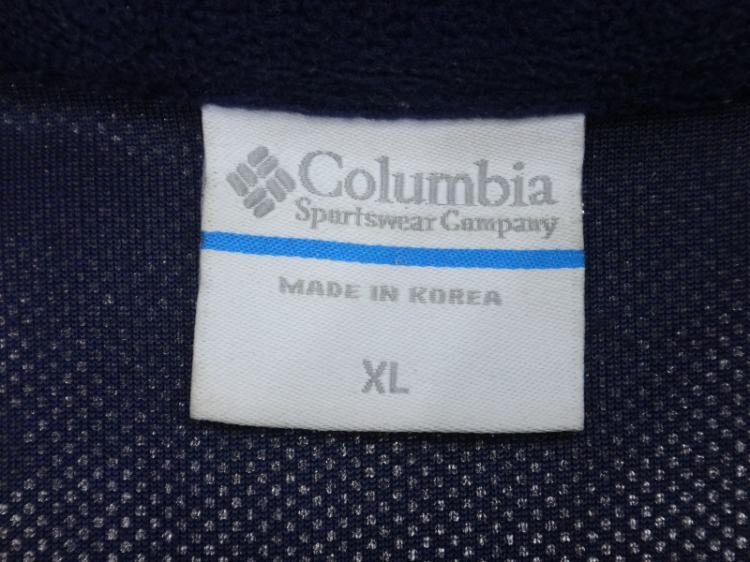 Columbia
Sportswear Company
MADE IN KOREA
XL